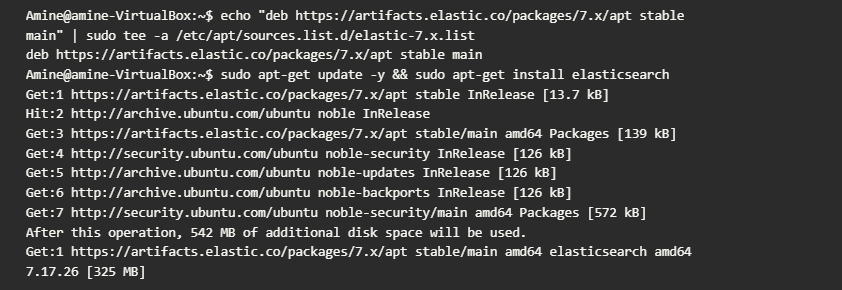 Amine@amine-VirtualBox:~$ echo "deb https://artifacts.elastic.co/packages/7.x/apt stable
main" | sudo tee -a /etc/apt/sources.list.d/elastic-7.x.list
deb https://artifacts.elastic.co/packages/7.x/apt stable main
Amine@amine-VirtualBox:~$ sudo apt-get update -y && sudo apt-get install elasticsearch
Get:1 https://artifacts.elastic.co/packages/7.x/apt stable InRelease [13.7 kB]
Hit:2 http://archive.ubuntu.com/ubuntu noble InRelease
Get:3 https://artifacts.elastic.co/packages/7.x/apt stable/main amd64 Packages [139 kB]
Get:4 http://security.ubuntu.com/ubuntu noble-security InRelease [126 kB]
Get:5 http://archive.ubuntu.com/ubuntu noble-updates InRelease [126 kB]
Get:6 http://archive.ubuntu.com/ubuntu noble-backports InRelease [126 kB]
Get:7 http://security.ubuntu.com/ubuntu noble-security/main amd64 Packages [572 kB]
After this operation, 542 MB of additional disk space will be used.
Get:1 https://artifacts.elastic.co/packages/7.x/apt stable/main amd64 elasticsearch amd64
7.17.26 [325 MB]